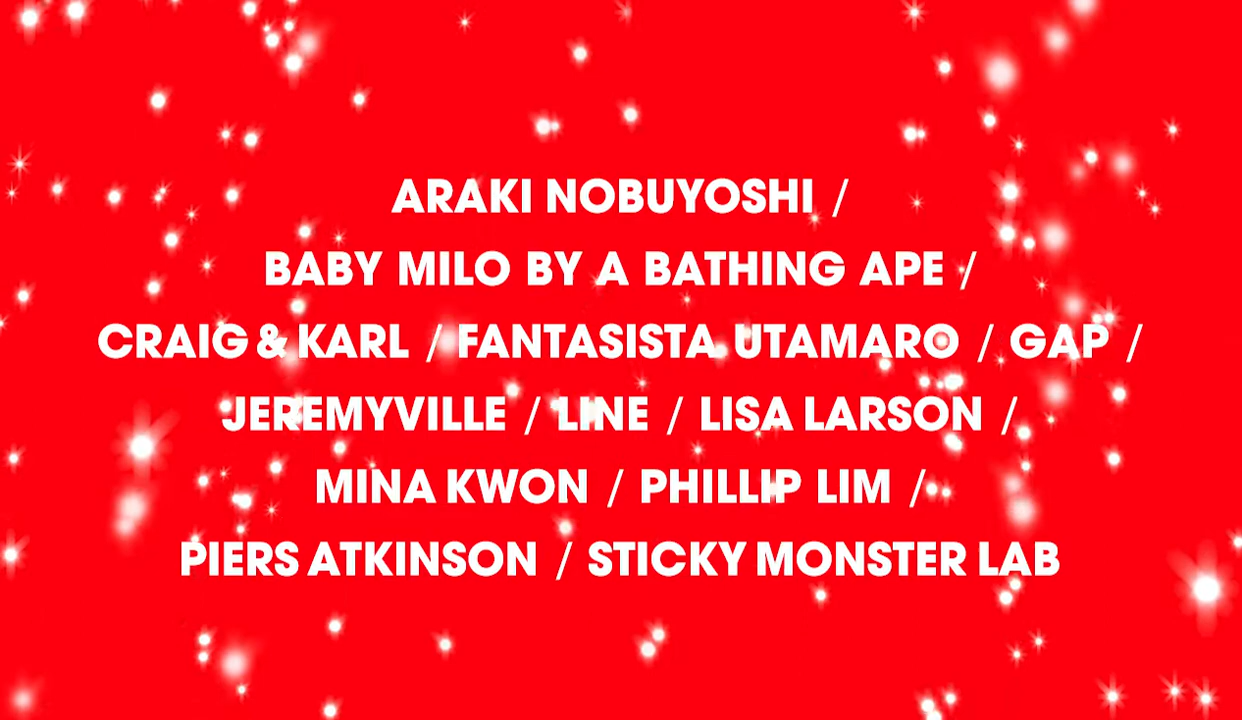 ARAKI NOBUYOSHI /
BABY MILO BY A BATHING APE /
CRAIG & KARL / FANTASISTA UTAMARO / GAP /
JEREMYVILLE / LINE / LISA LARSON /
MINA KWON / PHILLIP LIM /
PIERS ATKINSON / STICKY MONSTER LAB